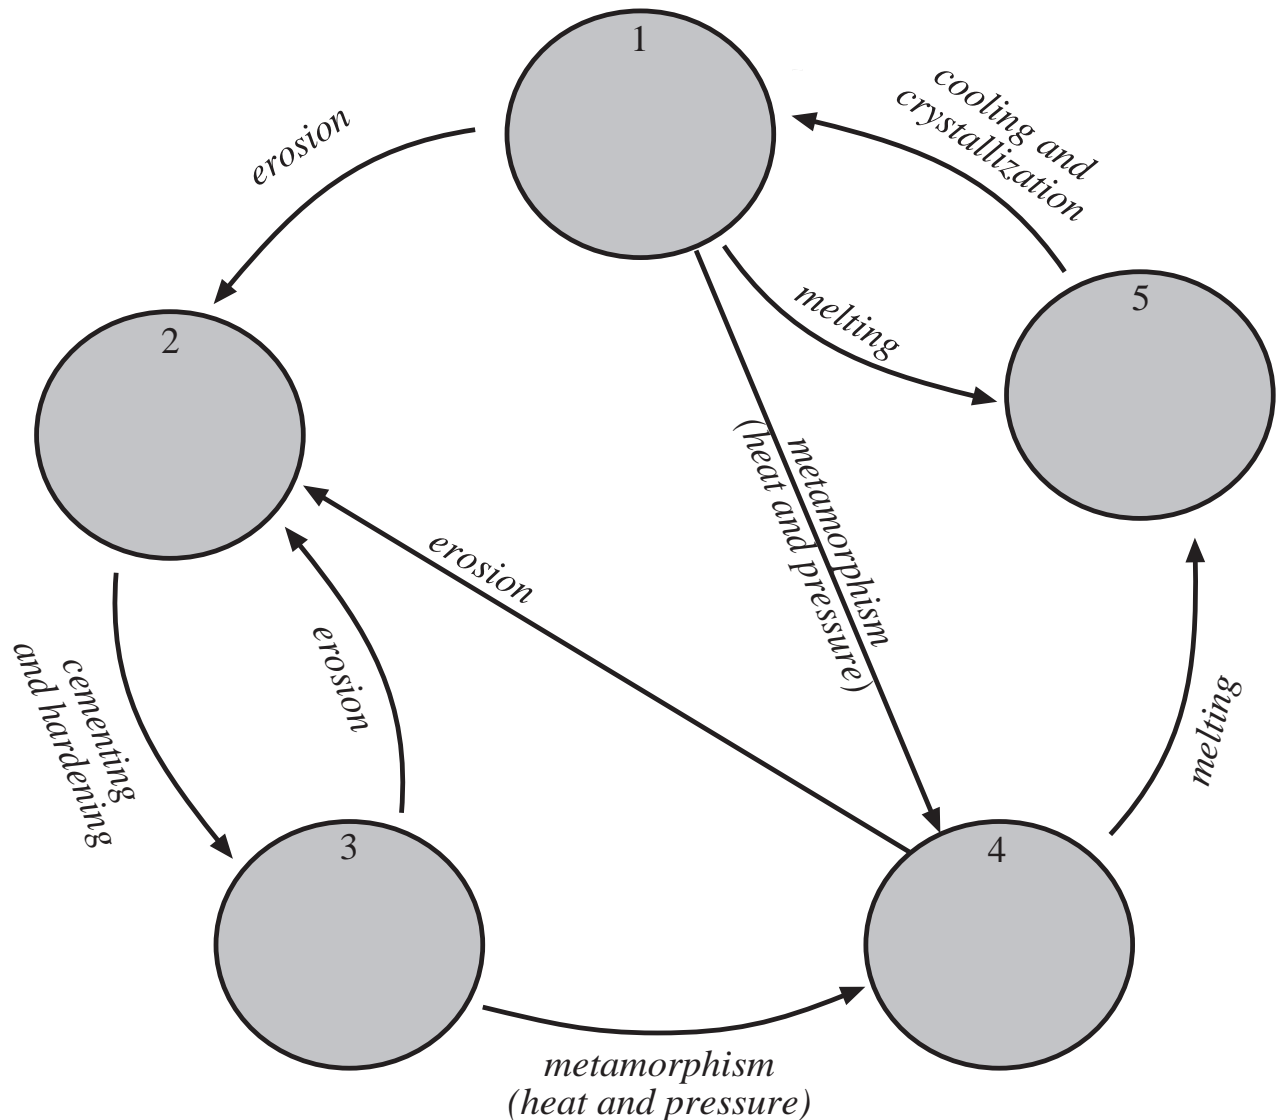 1
cooling and
crystallization
erosion
5
melting
2
metamorphism
(heat and pressure)
erosion
erosion
cementing
and hardening
melting
3
4
metamorphism
(heat and pressure)